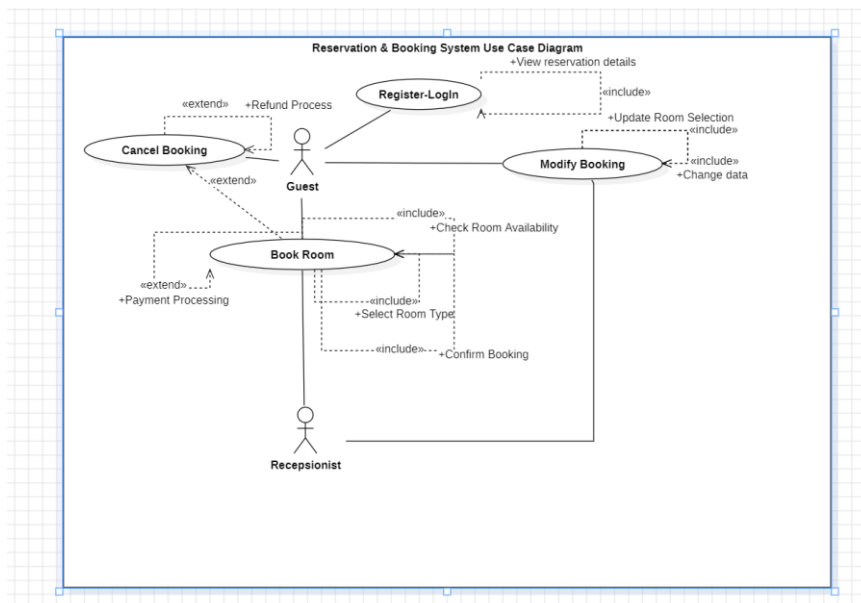 Reservation & Booking System Use Case Diagram
+View reservation details
Register-LogIn
«include»
«extend»
+Refund Process
+Update Room Selection
«include»
Cancel Booking
Guest
Modify Booking
«include»
+Change data
«extend»
«include»
+Check Room Availability
Book Room
«extend»
+Payment Processing
«include»
+Select Room Type
«include»
+Confirm Booking
Recepsionist